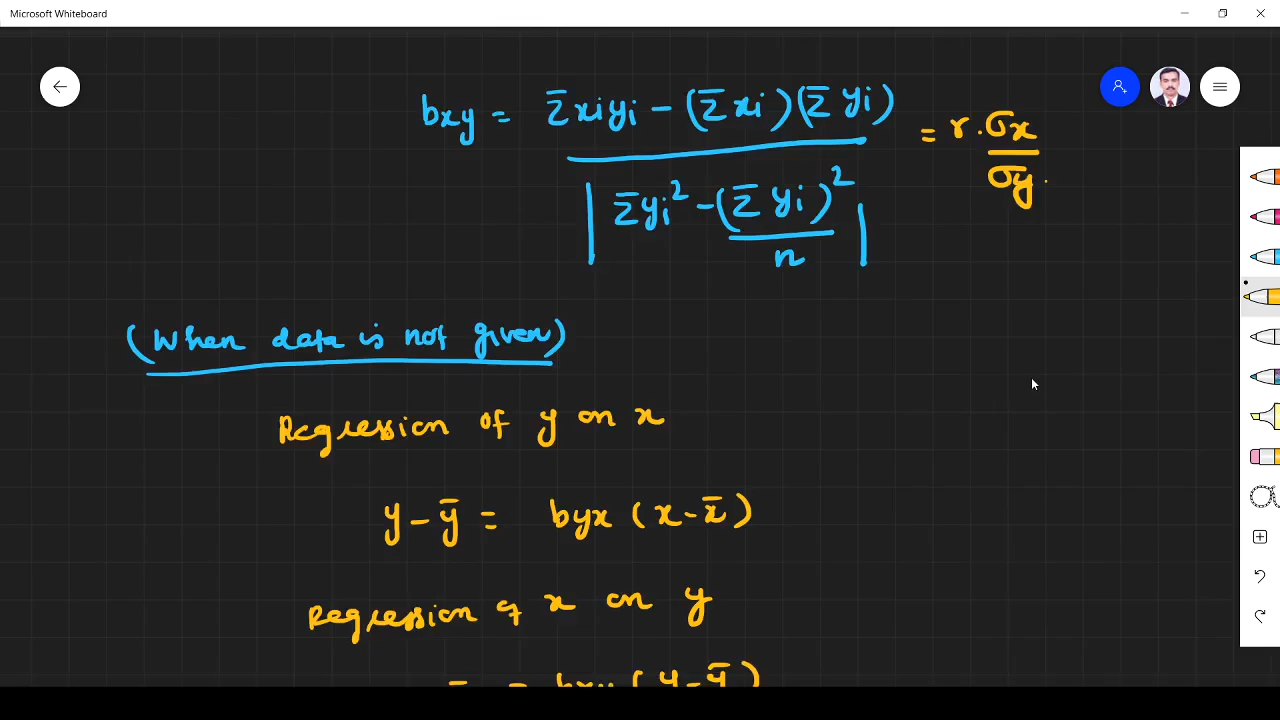 Microsoft Whiteboard
bxy = Σxiyi − (Σxi)(Σyi) / | Σyi² − (Σyi)²/n | = r · σx/σy.
(When data is not given)
Regression of y on x
y − ȳ = byx (x − x̄)
Regression of x on y
= bxy (y − ȳ)